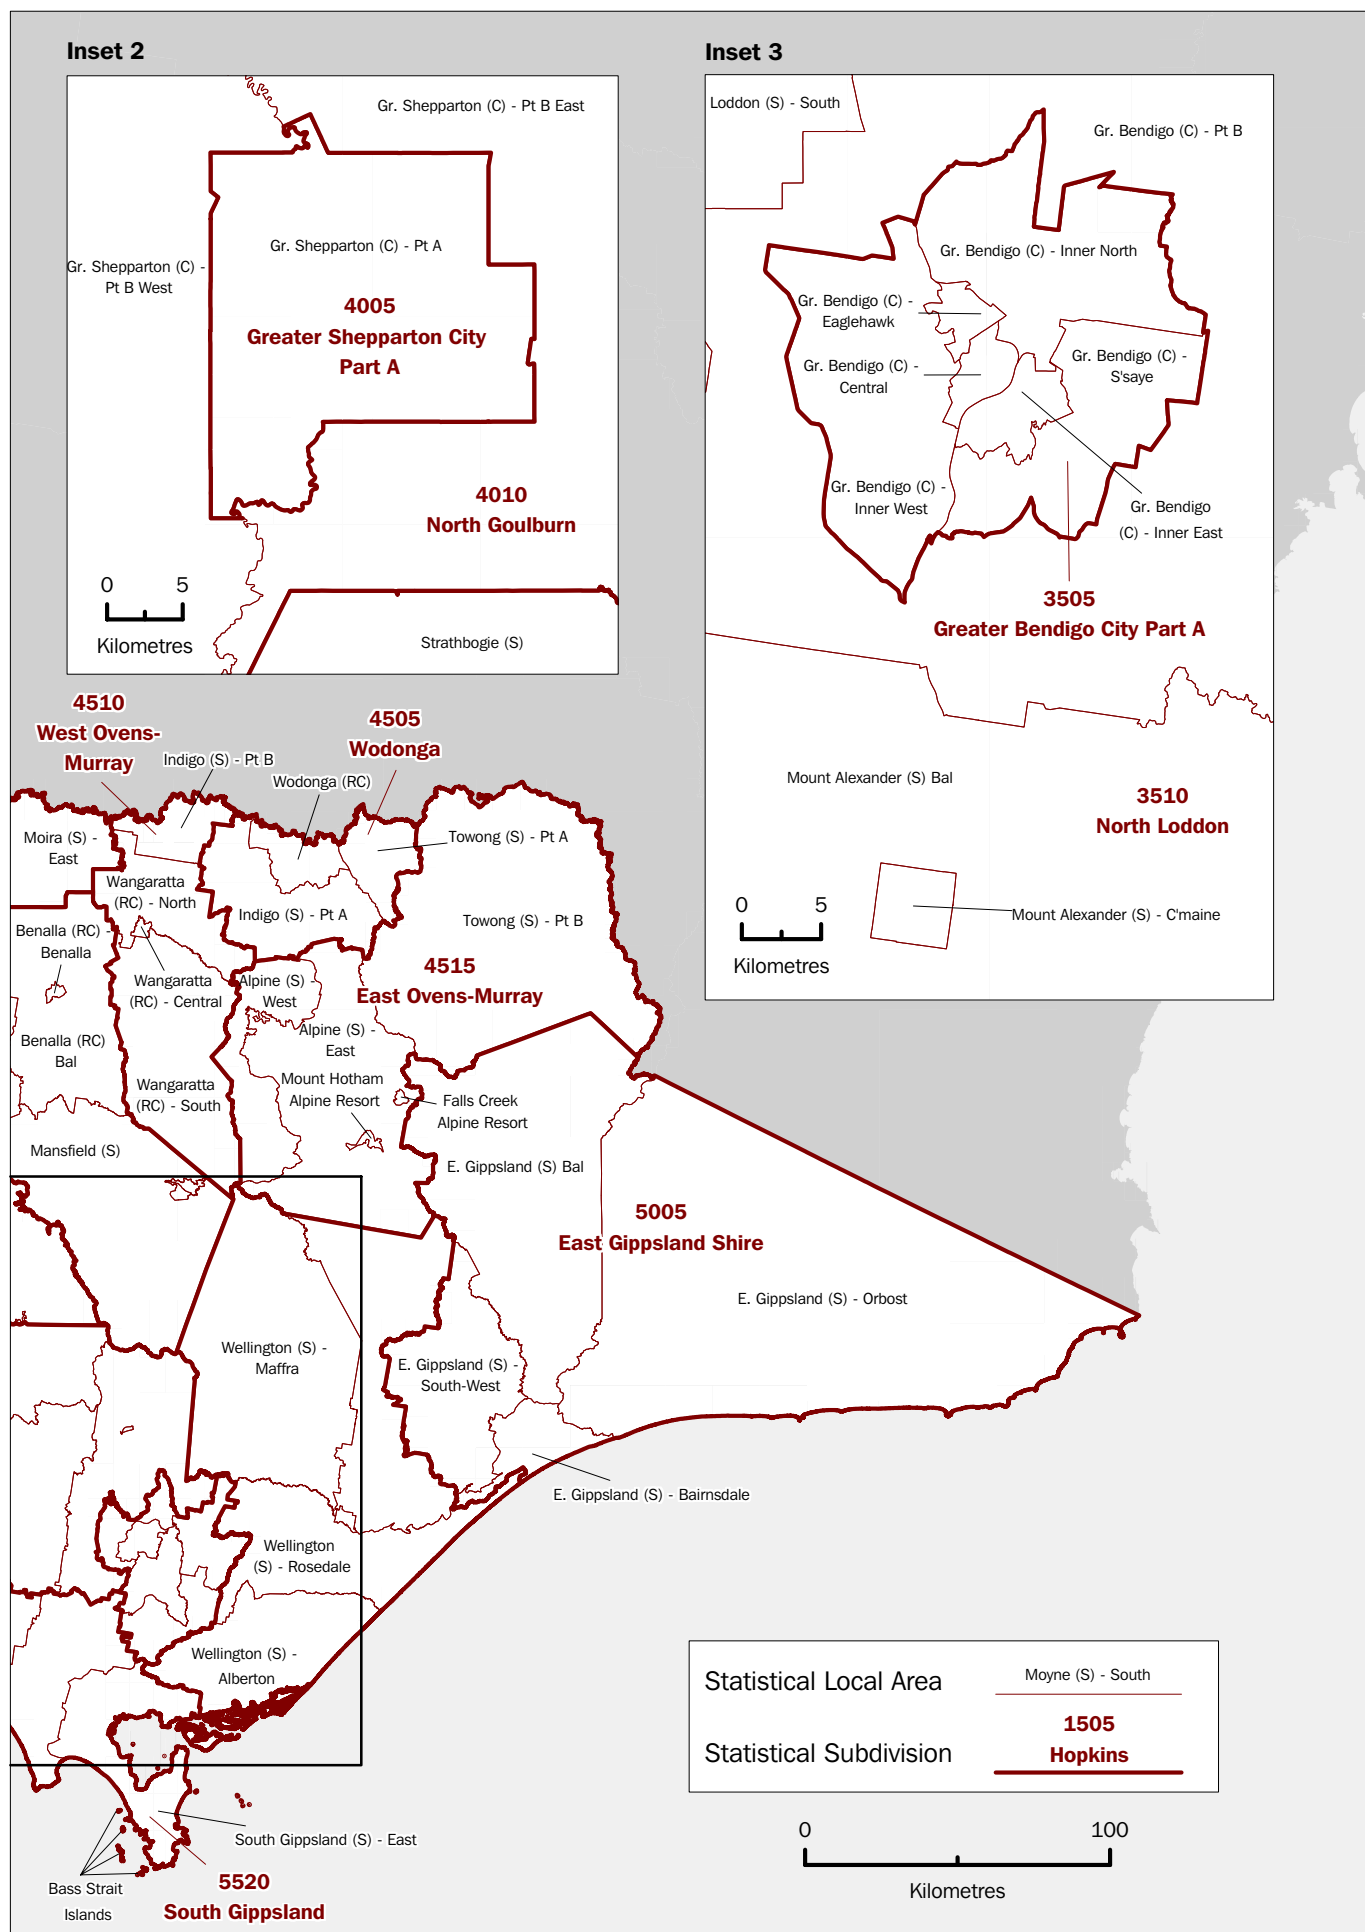 Inset 2
Gr. Shepparton (C) - Pt B East
Gr. Shepparton (C) - Pt A
Gr. Shepparton (C) -
Pt B West
4005
Greater Shepparton City
Part A
4010
North Goulburn
0 5
Kilometres
Strathbogie (S)
Inset 3
Loddon (S) - South
Gr. Bendigo (C) - Pt B
Gr. Bendigo (C) - Inner North
Gr. Bendigo (C) -
Eaglehawk
Gr. Bendigo (C) -
Central
Gr. Bendigo (C) -
S'saye
Gr. Bendigo (C) -
Inner West
Gr. Bendigo
(C) - Inner East
3505
Greater Bendigo City Part A
Mount Alexander (S) Bal
3510
North Loddon
0 5
Kilometres
Mount Alexander (S) - C'maine
4510
West Ovens-
Murray
Indigo (S) - Pt B
4505
Wodonga
Wodonga (RC)
Moira (S) -
East
Towong (S) - Pt A
Wangaratta
(RC) - North
Indigo (S) - Pt A
Towong (S) - Pt B
Benalla (RC) -
Benalla
Wangaratta
(RC) - Central
Alpine (S) -
West
4515
East Ovens-Murray
Benalla (RC)
Bal
Alpine (S) -
East
Mount Hotham
Alpine Resort
Wangaratta
(RC) - South
Falls Creek
Alpine Resort
Mansfield (S)
E. Gippsland (S) Bal
5005
East Gippsland Shire
E. Gippsland (S) - Orbost
Wellington (S) -
Maffra
E. Gippsland (S) -
South-West
E. Gippsland (S) - Bairnsdale
Wellington
(S) - Rosedale
Wellington (S) -
Alberton
South Gippsland (S) - East
Bass Strait
Islands
5520
South Gippsland
Statistical Local Area
Moyne (S) - South
Statistical Subdivision
1505
Hopkins
0 100
Kilometres